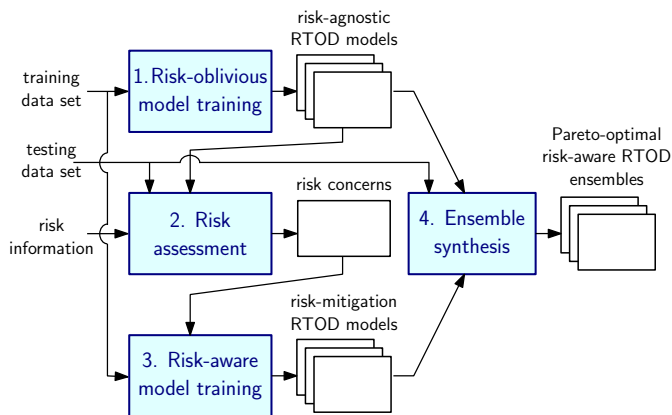 risk-agnostic
RTOD models
training
data set
1.Risk-oblivious
model training
testing
data set
Pareto-optimal
risk-aware RTOD
ensembles
risk concerns
risk
information
2. Risk
assessment
4. Ensemble
synthesis
risk-mitigation
RTOD models
3. Risk-aware
model training